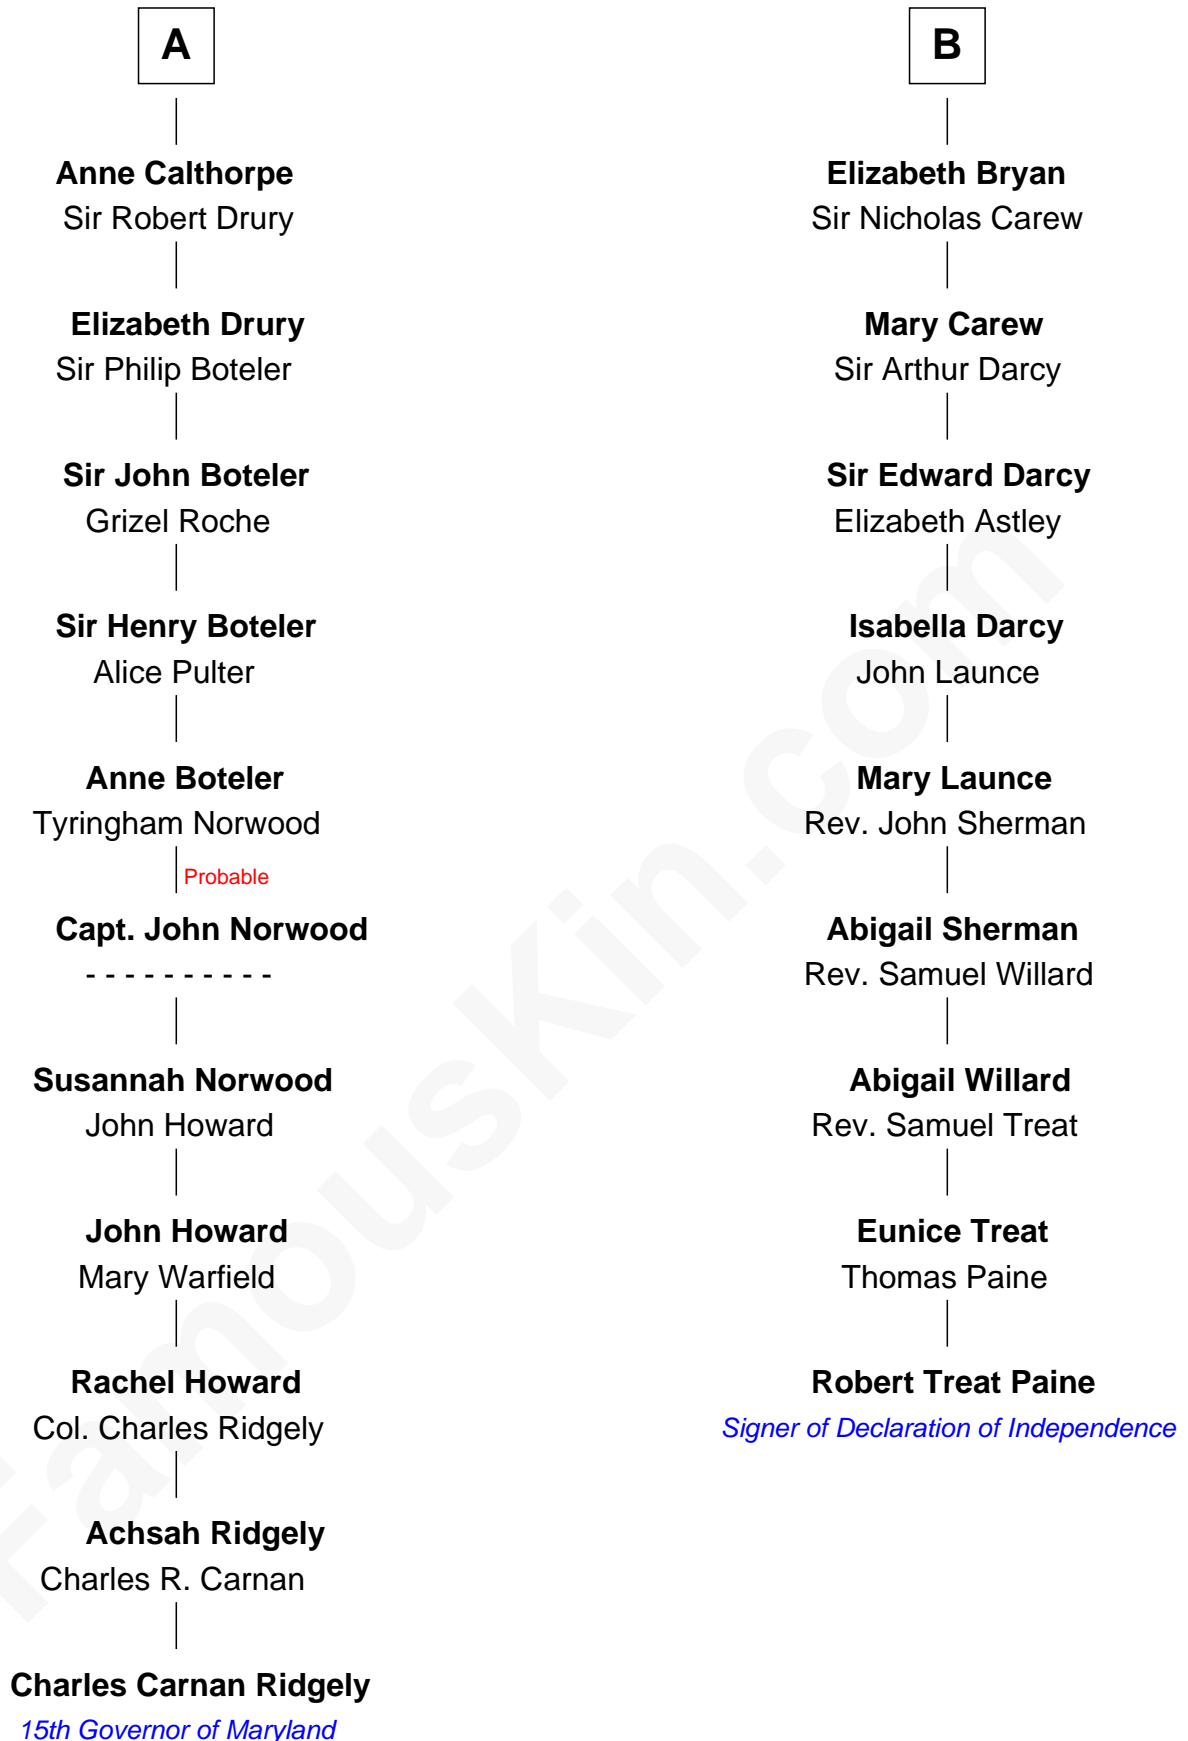 A
Anne Calthorpe
Sir Robert Drury
Elizabeth Drury
Sir Philip Boteler
Sir John Boteler
Grizel Roche
Sir Henry Boteler
Alice Pulter
Anne Boteler
Tyringham Norwood
Probable
Capt. John Norwood
- - - - - - - - - -
Susannah Norwood
John Howard
John Howard
Mary Warfield
Rachel Howard
Col. Charles Ridgely
Achsah Ridgely
Charles R. Carnan
Charles Carnan Ridgely
15th Governor of Maryland
B
Elizabeth Bryan
Sir Nicholas Carew
Mary Carew
Sir Arthur Darcy
Sir Edward Darcy
Elizabeth Astley
Isabella Darcy
John Launce
Mary Launce
Rev. John Sherman
Abigail Sherman
Rev. Samuel Willard
Abigail Willard
Rev. Samuel Treat
Eunice Treat
Thomas Paine
Robert Treat Paine
Signer of Declaration of Independence
FamousKin.com